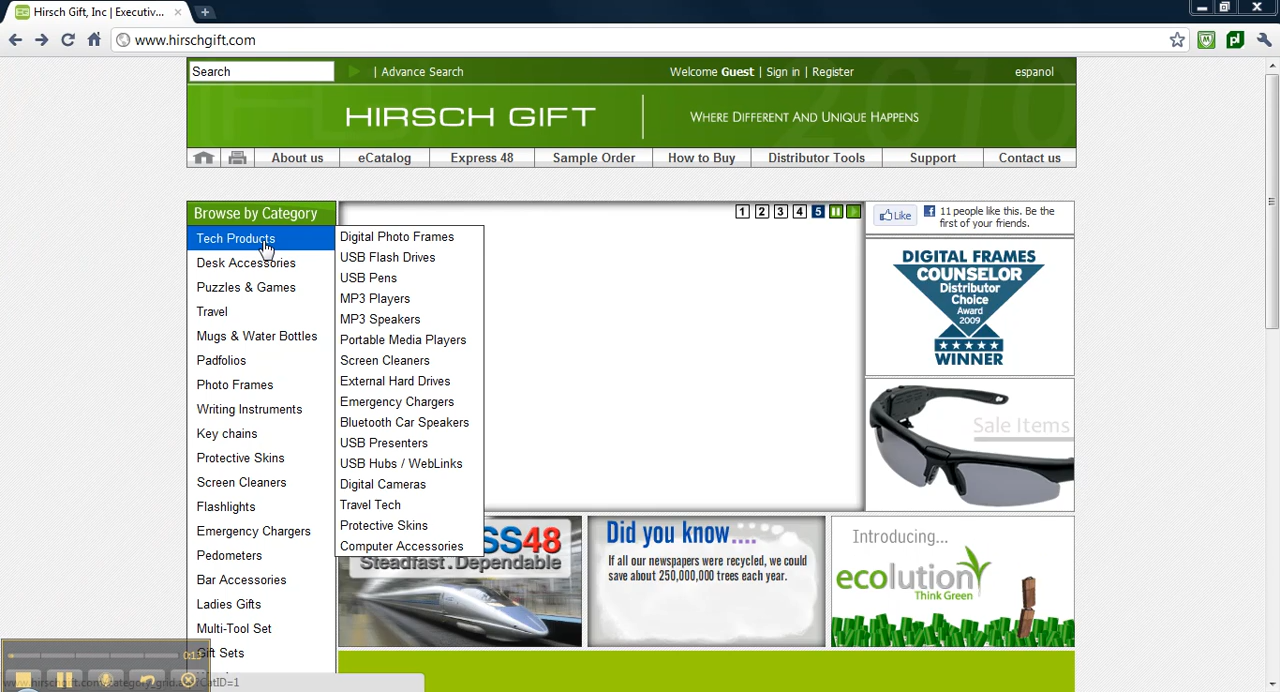 Hirsch Gift, Inc | Executiv...
www.hirschgift.com
Search
| Advance Search
Welcome Guest | Sign in | Register
espanol
HIRSCH GIFT
WHERE DIFFERENT AND UNIQUE HAPPENS
About us
eCatalog
Express 48
Sample Order
How to Buy
Distributor Tools
Support
Contact us
Browse by Category
Tech Products
Desk Accessories
Puzzles & Games
Travel
Mugs & Water Bottles
Padfolios
Photo Frames
Writing Instruments
Key chains
Protective Skins
Screen Cleaners
Flashlights
Emergency Chargers
Pedometers
Bar Accessories
Ladies Gifts
Multi-Tool Set
Gift Sets
Digital Photo Frames
USB Flash Drives
USB Pens
MP3 Players
MP3 Speakers
Portable Media Players
Screen Cleaners
External Hard Drives
Emergency Chargers
Bluetooth Car Speakers
USB Presenters
USB Hubs / WebLinks
Digital Cameras
Travel Tech
Protective Skins
Computer Accessories
1 2 3 4 5
Like
11 people like this. Be the
first of your friends.
DIGITAL FRAMES
COUNSELOR
Distributor
Choice
Award
2009
WINNER
Sale Items
SS48
Steadfast.Dependable
Did you know....
If all our newspapers were recycled, we could
save about 250,000,000 trees each year.
Introducing...
ecolution
Think Green